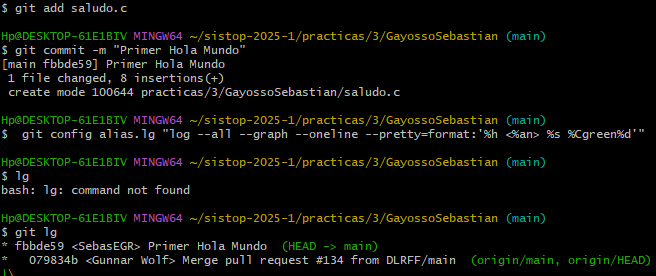 $ git add saludo.c
Hp@DESKTOP-61E1BIV MINGW64 ~/sistop-2025-1/practicas/3/GayossoSebastian (main)
$ git commit -m "Primer Hola Mundo"
[main fbbde59] Primer Hola Mundo
 1 file changed, 8 insertions(+)
 create mode 100644 practicas/3/GayossoSebastian/saludo.c
Hp@DESKTOP-61E1BIV MINGW64 ~/sistop-2025-1/practicas/3/GayossoSebastian (main)
$  git config alias.lg "log --all --graph --oneline --pretty=format:'%h <%an> %s %Cgreen%d'"
Hp@DESKTOP-61E1BIV MINGW64 ~/sistop-2025-1/practicas/3/GayossoSebastian (main)
$ lg
bash: lg: command not found
Hp@DESKTOP-61E1BIV MINGW64 ~/sistop-2025-1/practicas/3/GayossoSebastian (main)
$ git lg
* fbbde59 <SebasEGR> Primer Hola Mundo  (HEAD -> main)
*   079834b <Gunnar Wolf> Merge pull request #134 from DLRFF/main  (origin/main, origin/HEAD)
|\